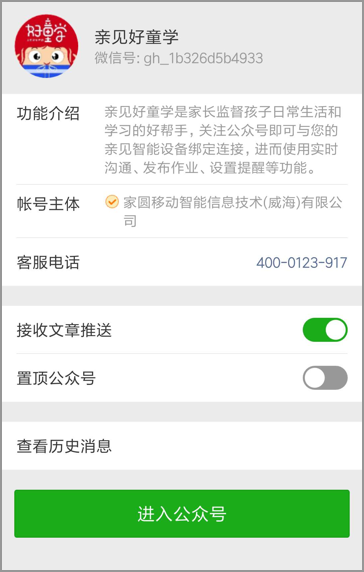 好童学
亲见好童学
微信号: gh_1b326d5b4933
功能介绍
亲见好童学是家长监督孩子日常生活和
学习的好帮手，关注公众号即可与您的
亲见智能设备绑定连接，进而使用实时
沟通、发布作业、设置提醒等功能。
帐号主体
家圆移动智能信息技术(威海)有限公
司
客服电话
400-0123-917
接收文章推送
置顶公众号
查看历史消息
进入公众号